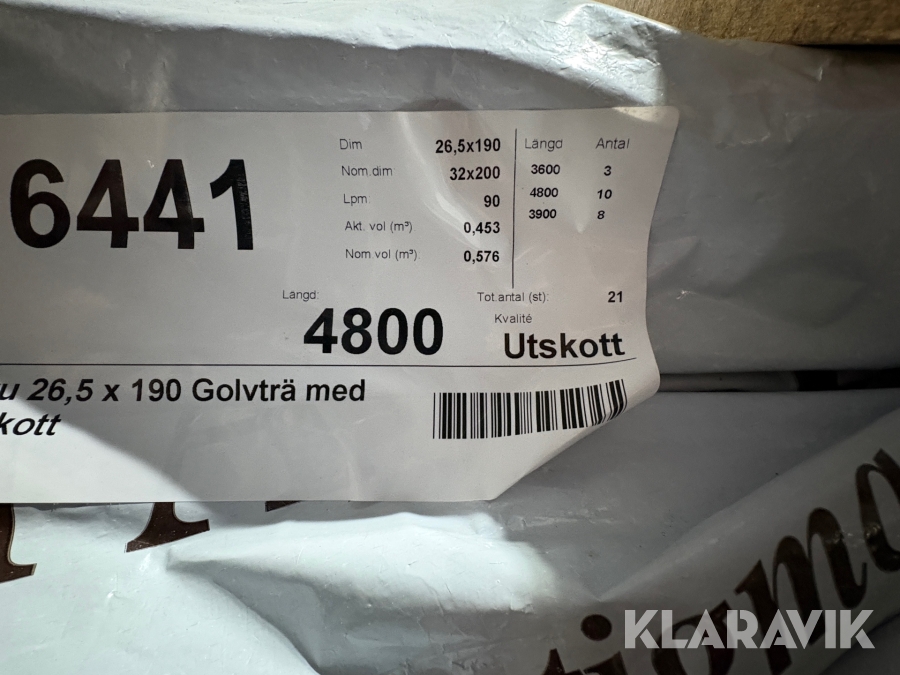 6441
Dim 26,5x190
Nom.dim 32x200
Lpm 90
Akt. vol (m³) 0,453
Nom vol (m³) 0,576
Längd Antal
3600 3
4800 10
3900 8
Längd: 4800
Tot.antal (st): 21
Kvalité
Utskott
u 26,5 x 190 Golvträ med
kott
KLARAVIK